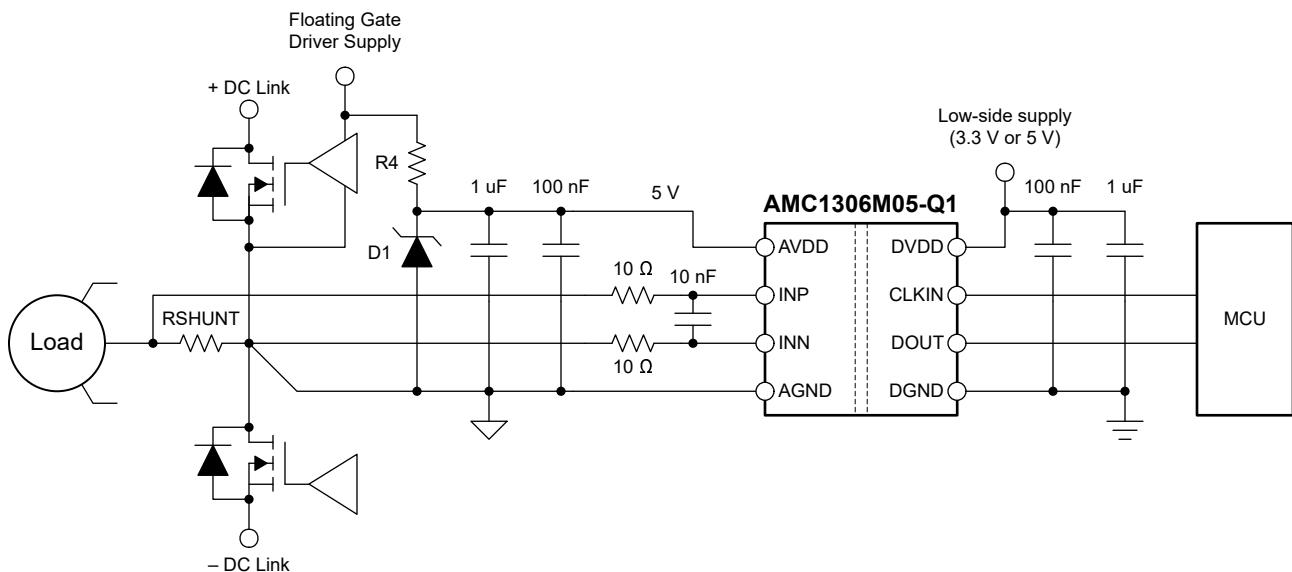 Floating Gate
Driver Supply
+ DC Link
Low-side supply
(3.3 V or 5 V)
R4
1 uF
100 nF
5 V
AMC1306M05-Q1
100 nF
1 uF
D1
AVDD
DVDD
10 Ω
10 nF
INP
CLKIN
RSHUNT
Load
MCU
INN
DOUT
10 Ω
AGND
DGND
– DC Link